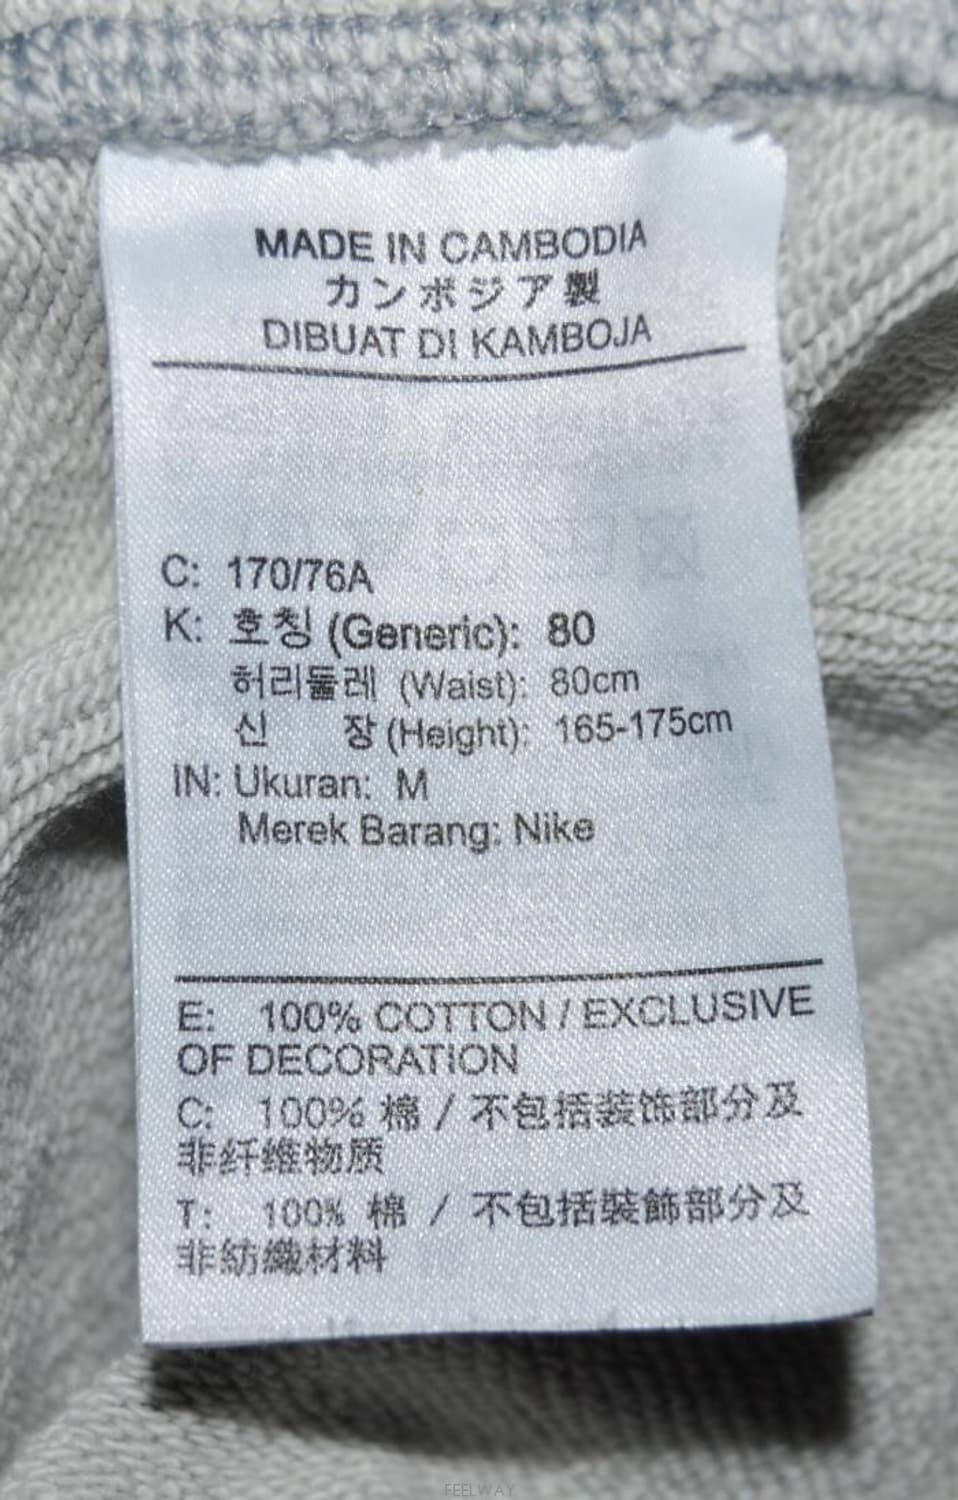 MADE IN CAMBODIA
カンボジア製
DIBUAT DI KAMBOJA
C: 170/76A
K: 호칭 (Generic): 80
허리둘레 (Waist): 80cm
신 장 (Height): 165-175cm
IN: Ukuran: M
Merek Barang: Nike
E: 100% COTTON / EXCLUSIVE
OF DECORATION
C: 100% 棉 / 不包括装饰部分及
非纤维物质
T: 100% 棉 / 不包括裝飾部分及
非紡織材料
FEELWAY